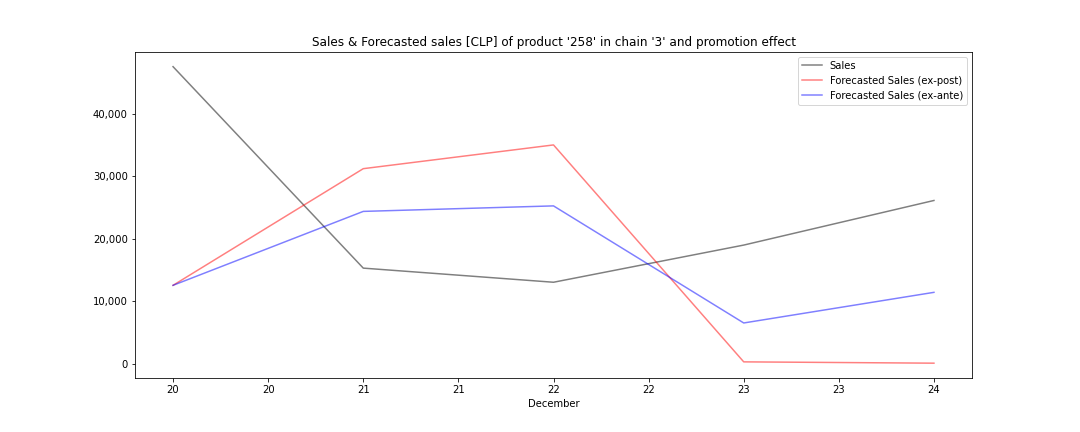 Sales & Forecasted sales [CLP] of product '258' in chain '3' and promotion effect
Sales
Forecasted Sales (ex-post)
Forecasted Sales (ex-ante)
40,000
30,000
20,000
10,000
0
20 20 21 21 22 22 23 23 24
December